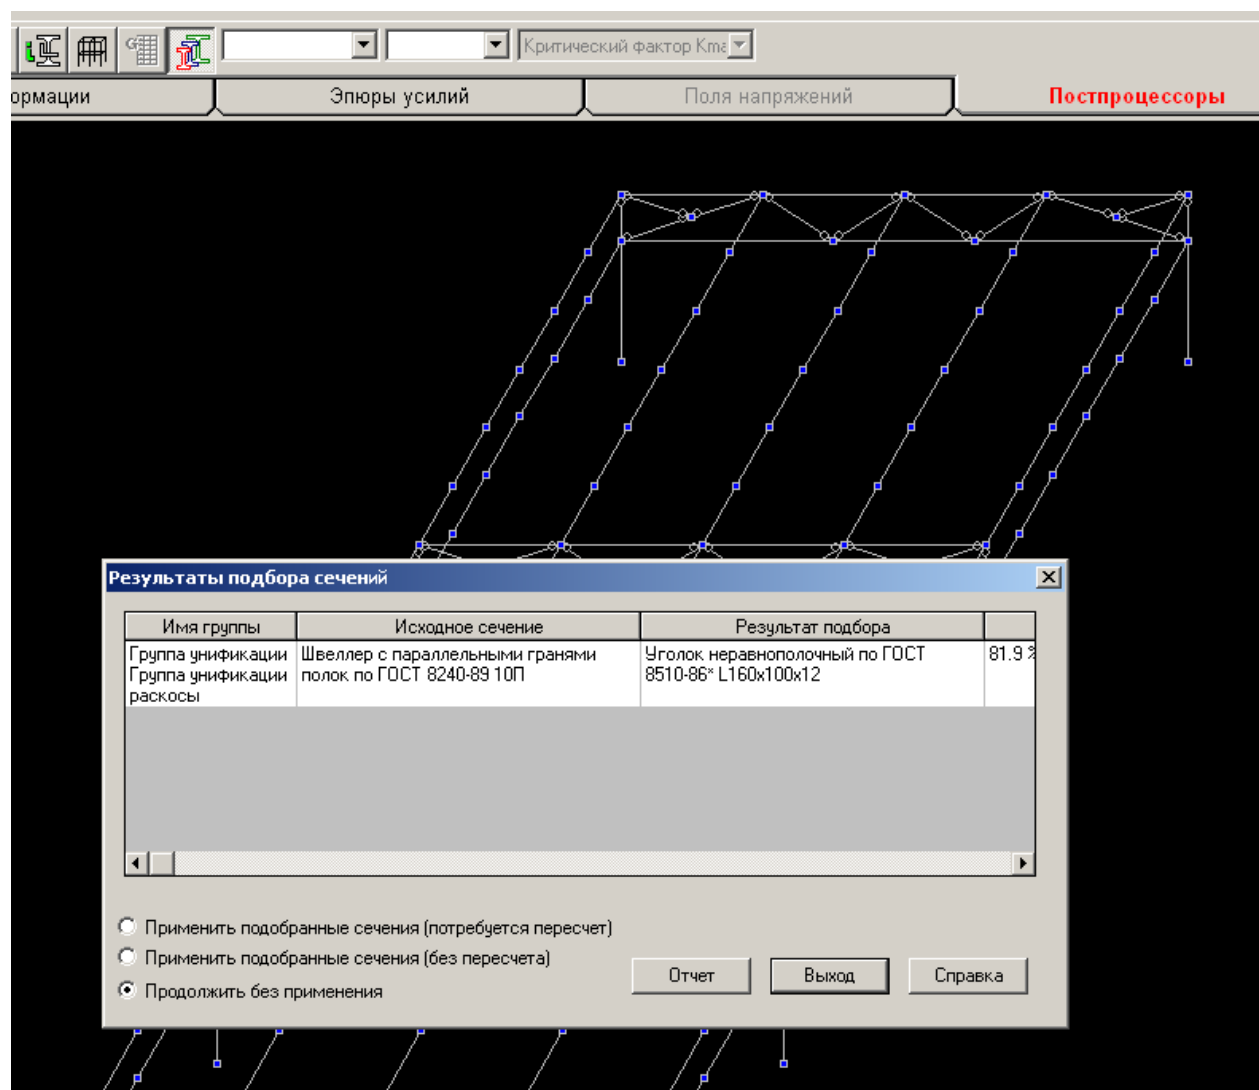 Критический фактор Kma
ормации
Эпюры усилий
Поля напряжений
Постпроцессоры
Результаты подбора сечений
Имя группы
Исходное сечение
Результат подбора
Группа унификации
Группа унификации
раскосы
Швеллер с параллельными гранями
полок по ГОСТ 8240-89 10П
Уголок неравнополочный по ГОСТ
8510-86* L160x100x12
81.9 %
Применить подобранные сечения (потребуется пересчет)
Применить подобранные сечения (без пересчета)
Продолжить без применения
Отчет
Выход
Справка